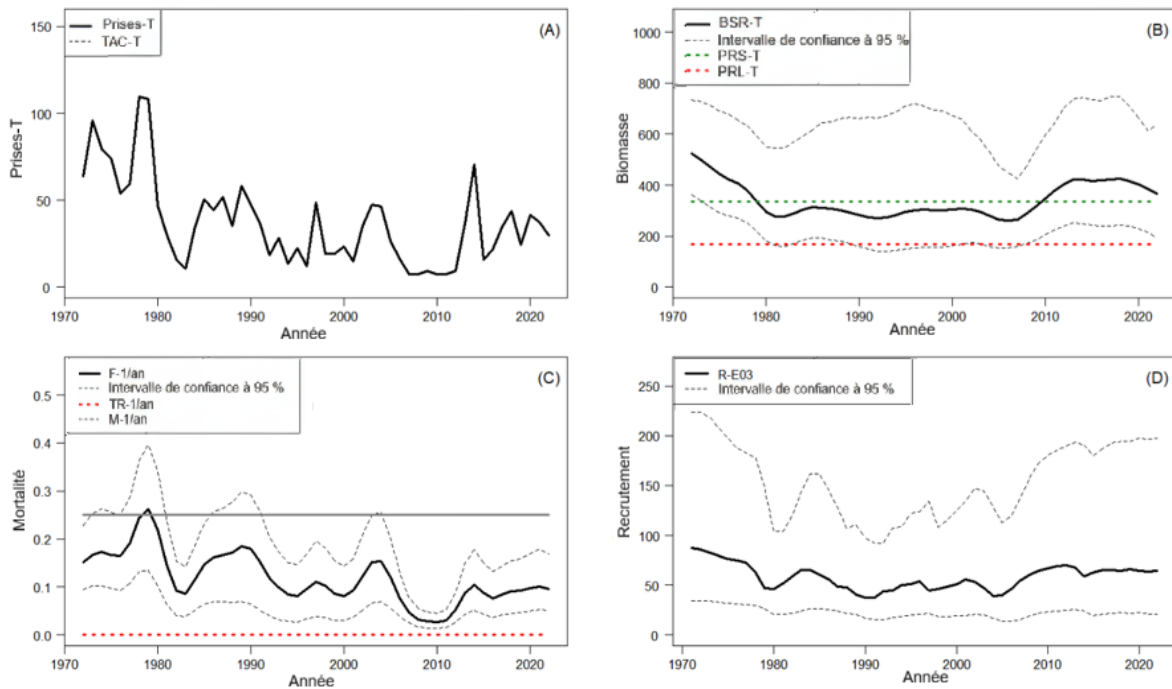 Prises-T
TAC-T
(A)
150
100
50
0
Prises-T
1970 1980 1990 2000 2010 2020
Année
BSR-T
Intervalle de confiance à 95 %
PRS-T
PRL-T
(B)
1000
800
600
400
200
0
Biomasse
1970 1980 1990 2000 2010 2020
Année
F-1/an
Intervalle de confiance à 95 %
TR-1/an
M-1/an
(C)
0.5
0.4
0.3
0.2
0.1
0.0
Mortalité
1970 1980 1990 2000 2010 2020
Année
R-E03
Intervalle de confiance à 95 %
(D)
250
200
150
100
50
0
Recrutement
1970 1980 1990 2000 2010 2020
Année